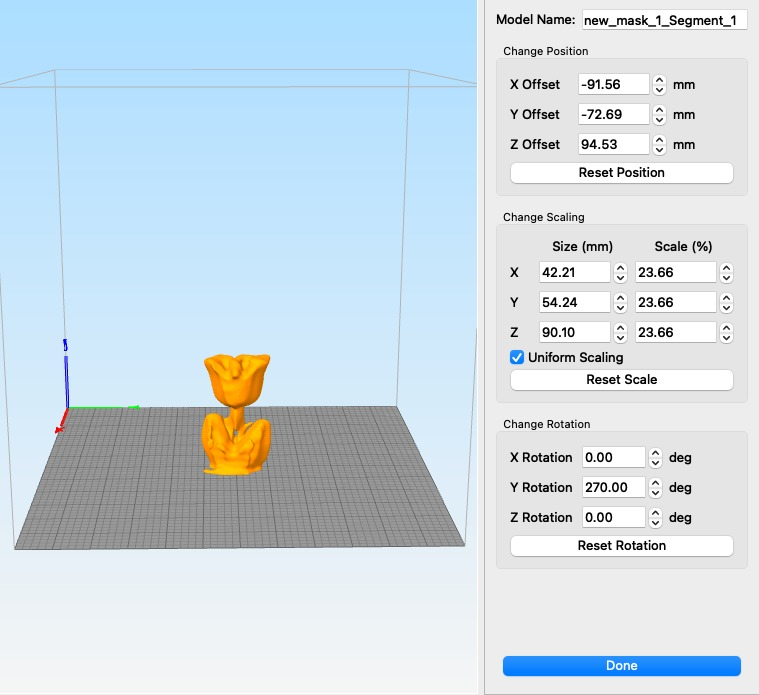 Model Name: new_mask_1_Segment_1
Change Position
X Offset -91.56 mm
Y Offset -72.69 mm
Z Offset 94.53 mm
Reset Position
Change Scaling
Size (mm) Scale (%)
X 42.21 23.66
Y 54.24 23.66
Z 90.10 23.66
Uniform Scaling
Reset Scale
Change Rotation
X Rotation 0.00 deg
Y Rotation 270.00 deg
Z Rotation 0.00 deg
Reset Rotation
Done